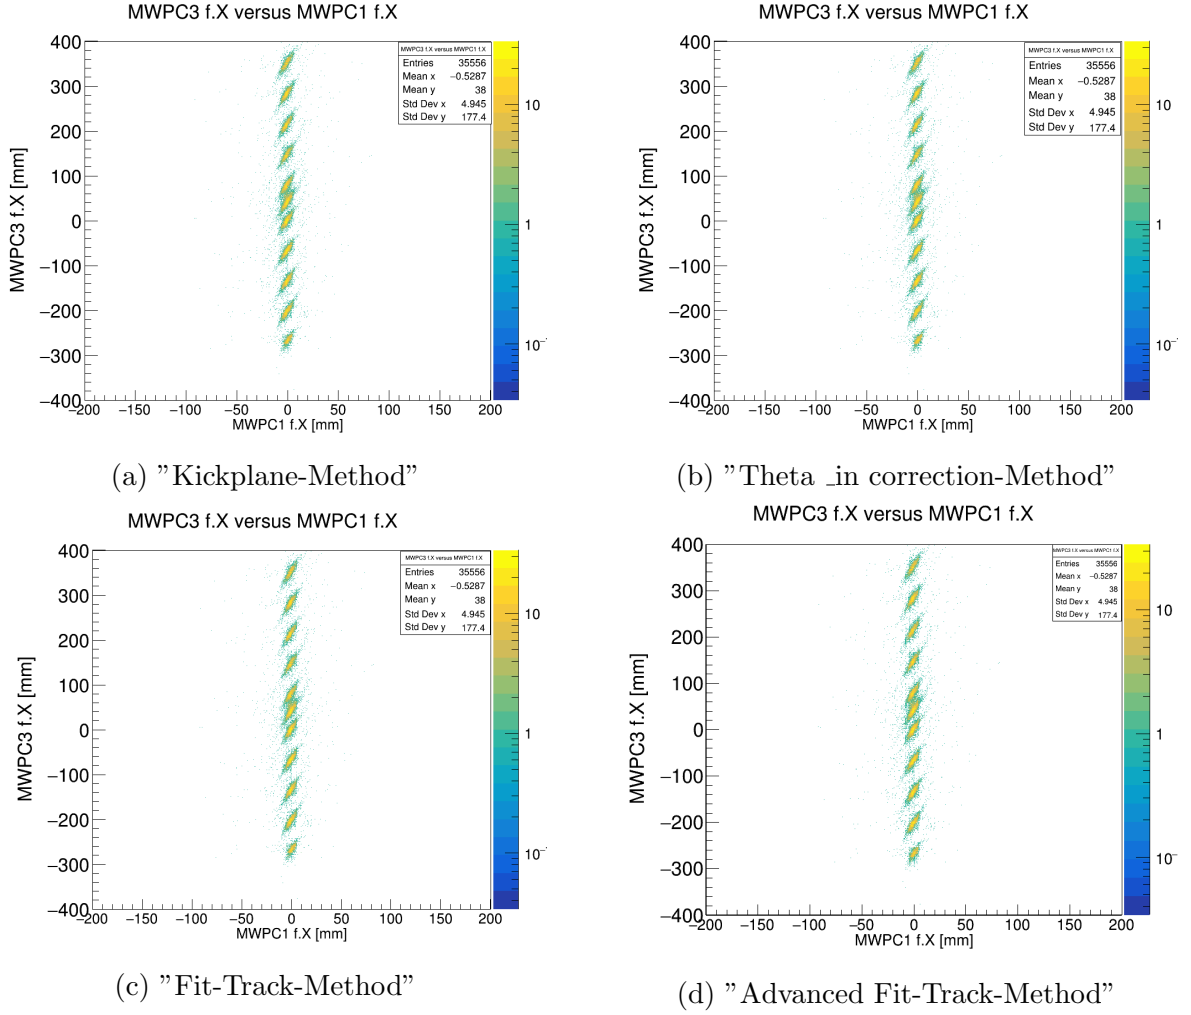 MWPC3 f.X versus MWPC1 f.X
MWPC3 f.X [mm]
400
300
200
100
0
−100
−200
−300
−400
−200
−150
−100
−50
0
50
100
150
200
MWPC1 f.X [mm]
MWPC3 f.X versus MWPC1 f.X
Entries 35556
Mean x −0.5287
Mean y 38
Std Dev x 4.945
Std Dev y 177.4
10
1
(a) ”Kickplane-Method”
MWPC3 f.X versus MWPC1 f.X
MWPC3 f.X [mm]
400
300
200
100
0
−100
−200
−300
−400
−200
−150
−100
−50
0
50
100
150
200
MWPC1 f.X [mm]
MWPC3 f.X versus MWPC1 f.X
Entries 35556
Mean x −0.5287
Mean y 38
Std Dev x 4.945
Std Dev y 177.4
10
1
(b) ”Theta _in correction-Method”
MWPC3 f.X versus MWPC1 f.X
MWPC3 f.X [mm]
400
300
200
100
0
−100
−200
−300
−400
−200
−150
−100
−50
0
50
100
150
200
MWPC1 f.X [mm]
MWPC3 f.X versus MWPC1 f.X
Entries 35556
Mean x −0.5287
Mean y 38
Std Dev x 4.945
Std Dev y 177.4
10
1
(c) ”Fit-Track-Method”
MWPC3 f.X versus MWPC1 f.X
MWPC3 f.X [mm]
400
300
200
100
0
−100
−200
−300
−400
−200
−150
−100
−50
0
50
100
150
200
MWPC1 f.X [mm]
MWPC3 f.X versus MWPC1 f.X
Entries 35556
Mean x −0.5287
Mean y 38
Std Dev x 4.945
Std Dev y 177.4
10
1
(d) ”Advanced Fit-Track-Method”